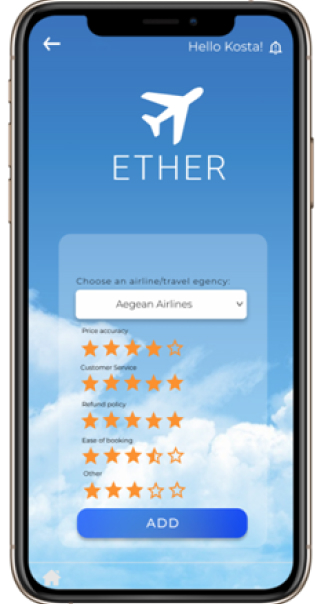 Hello Kosta!
ETHER
Choose an airline/travel egency:
Aegean Airlines
Price accuracy
Customer Service
Refund policy
Ease of booking
Other
ADD